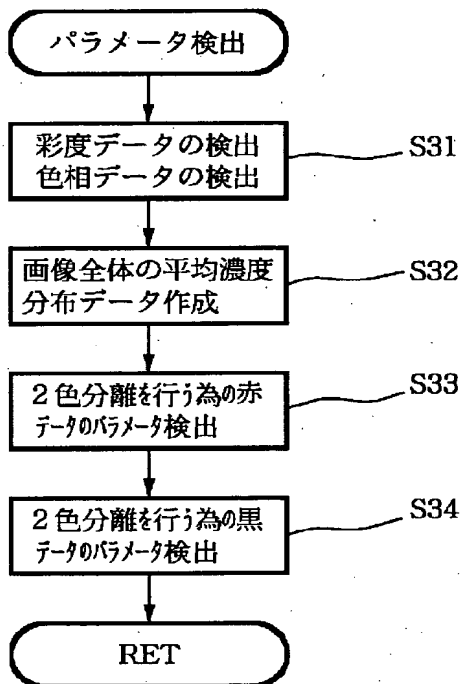 パラメータ検出
彩度データの検出
色相データの検出
S31
画像全体の平均濃度
分布データ作成
S32
2色分離を行う為の赤
データのパラメータ検出
S33
2色分離を行う為の黒
データのパラメータ検出
S34
RET